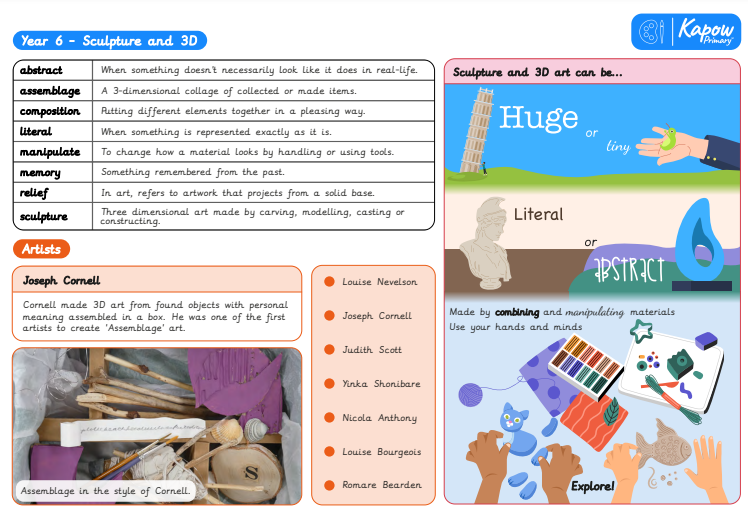 Year 6 - Sculpture and 3D
Kapow
Primary
abstract When something doesn't necessarily look like it does in real-life.
assemblage A 3-dimensional collage of collected or made items.
composition Putting different elements together in a pleasing way.
literal When something is represented exactly as it is.
manipulate To change how a material looks by handling or using tools.
memory Something remembered from the past.
relief In art, refers to artwork that projects from a solid base.
sculpture Three dimensional art made by carving, modelling, casting or
constructing.
Artists
Joseph Cornell
Cornell made 3D art from found objects with personal
meaning assembled in a box. He was one of the first
artists to create 'Assemblage' art.
S
Assemblage in the style of Cornell.
Louise Nevelson
Joseph Cornell
Judith Scott
Yinka Shonibare
Nicola Anthony
Louise Bourgeois
Romare Bearden
Sculpture and 3D art can be...
Huge
or
tiny
Literal
or
abstract
Made by combining and manipulating materials
Use your hands and minds
Explore!